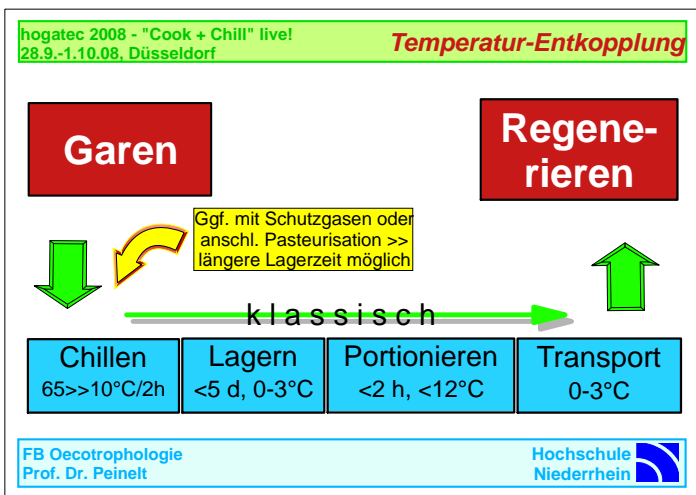 hogatec 2008 - "Cook + Chill" live!
28.9.-1.10.08, Düsseldorf
Temperatur-Entkopplung
Garen
Regene-
rieren
Ggf. mit Schutzgasen oder
anschl. Pasteurisation >>
längere Lagerzeit möglich
klassisch
Chillen
65>>10°C/2h
Lagern
<5 d, 0-3°C
Portionieren
<2 h, <12°C
Transport
0-3°C
FB Oecotrophologie
Prof. Dr. Peinelt
Hochschule
Niederrhein